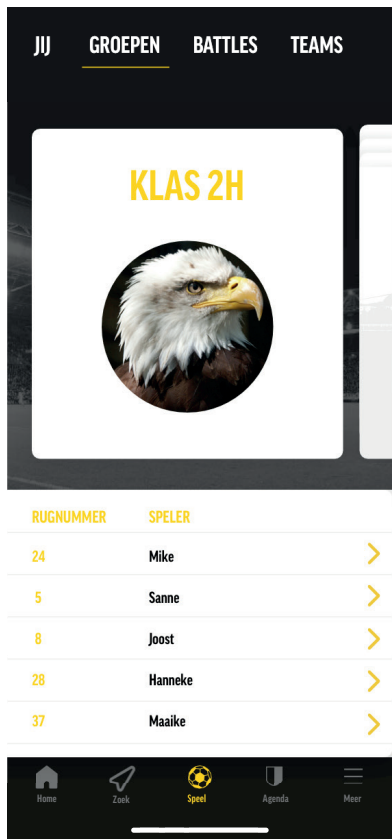 JIJ GROEPEN BATTLES TEAMS
KLAS 2H
RUGNUMMER SPELER
24 Mike
5 Sanne
8 Joost
28 Hanneke
37 Maaike
Home Zoek Speel Agenda Meer